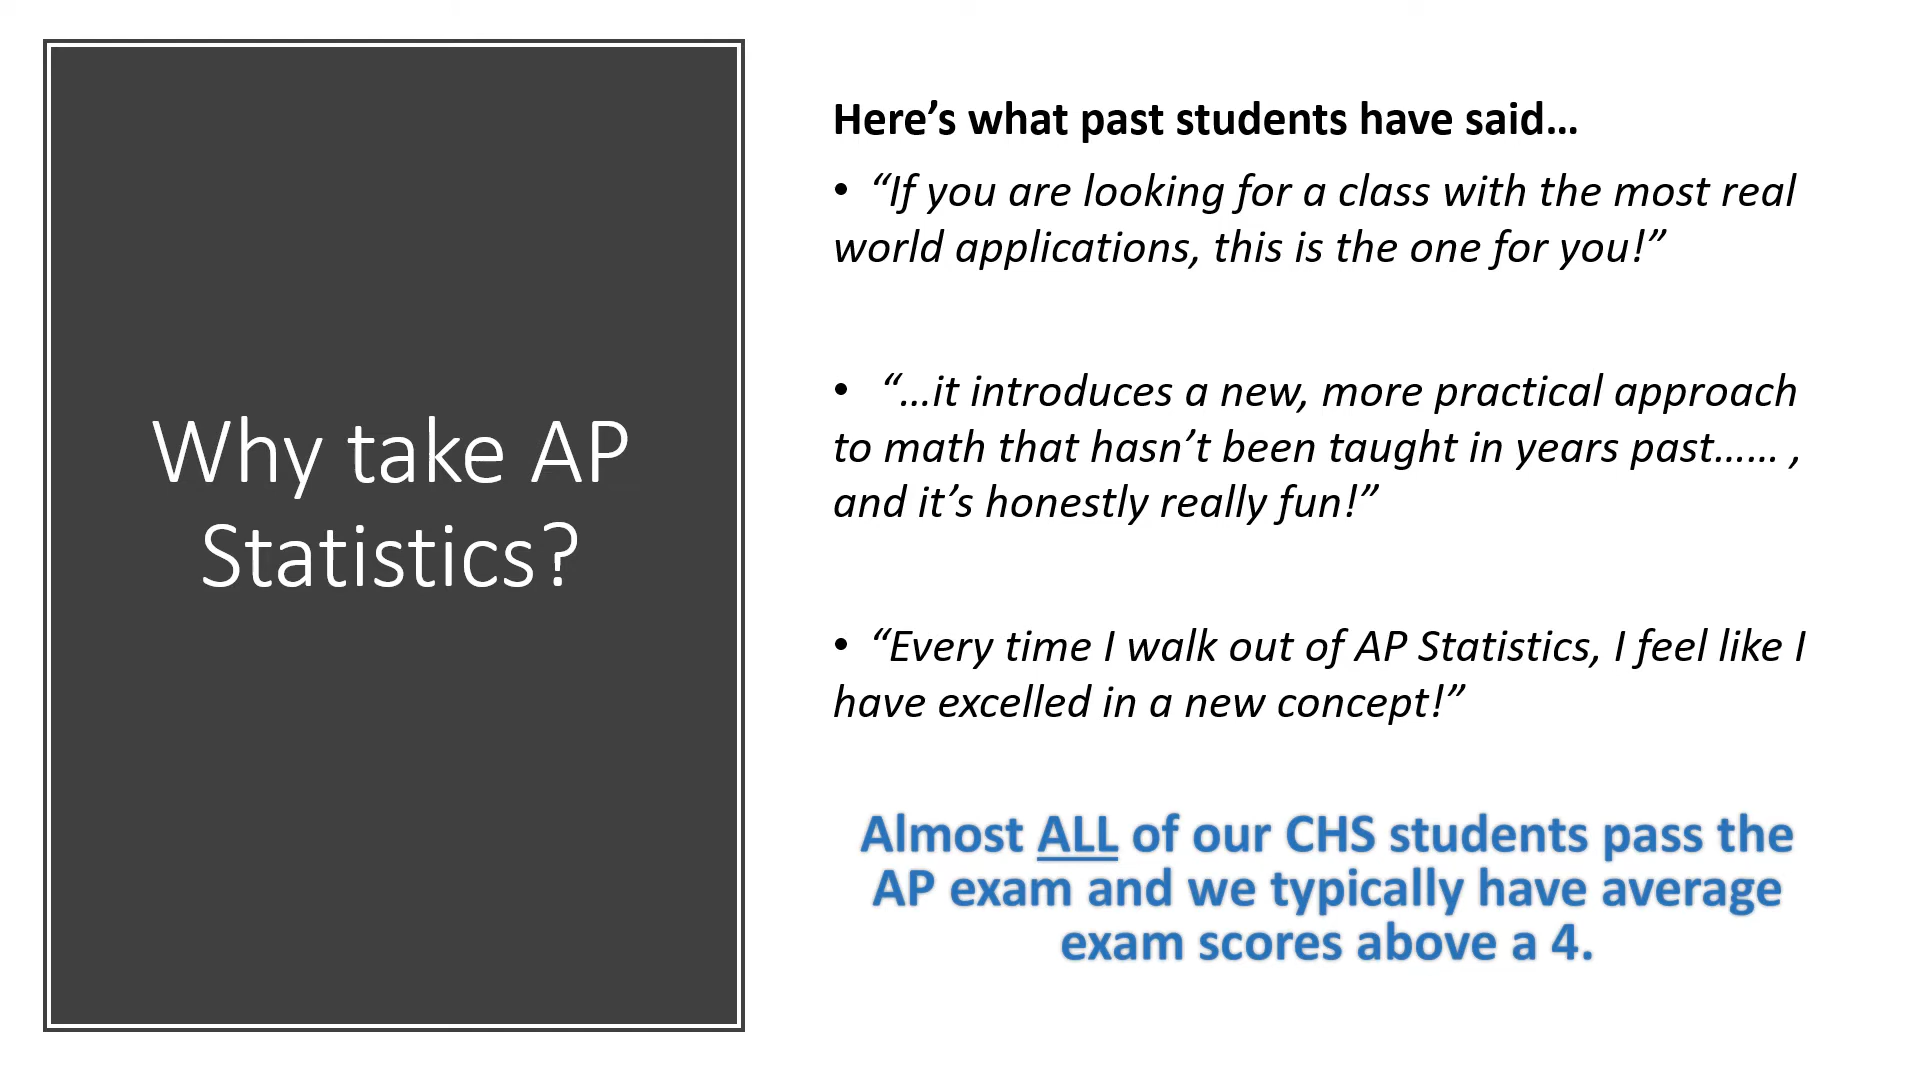 Why take AP
Statistics?
Here’s what past students have said…
• “If you are looking for a class with the most real
world applications, this is the one for you!”
• “…it introduces a new, more practical approach
to math that hasn’t been taught in years past…… ,
and it’s honestly really fun!”
• “Every time I walk out of AP Statistics, I feel like I
have excelled in a new concept!”
Almost ALL of our CHS students pass the
AP exam and we typically have average
exam scores above a 4.